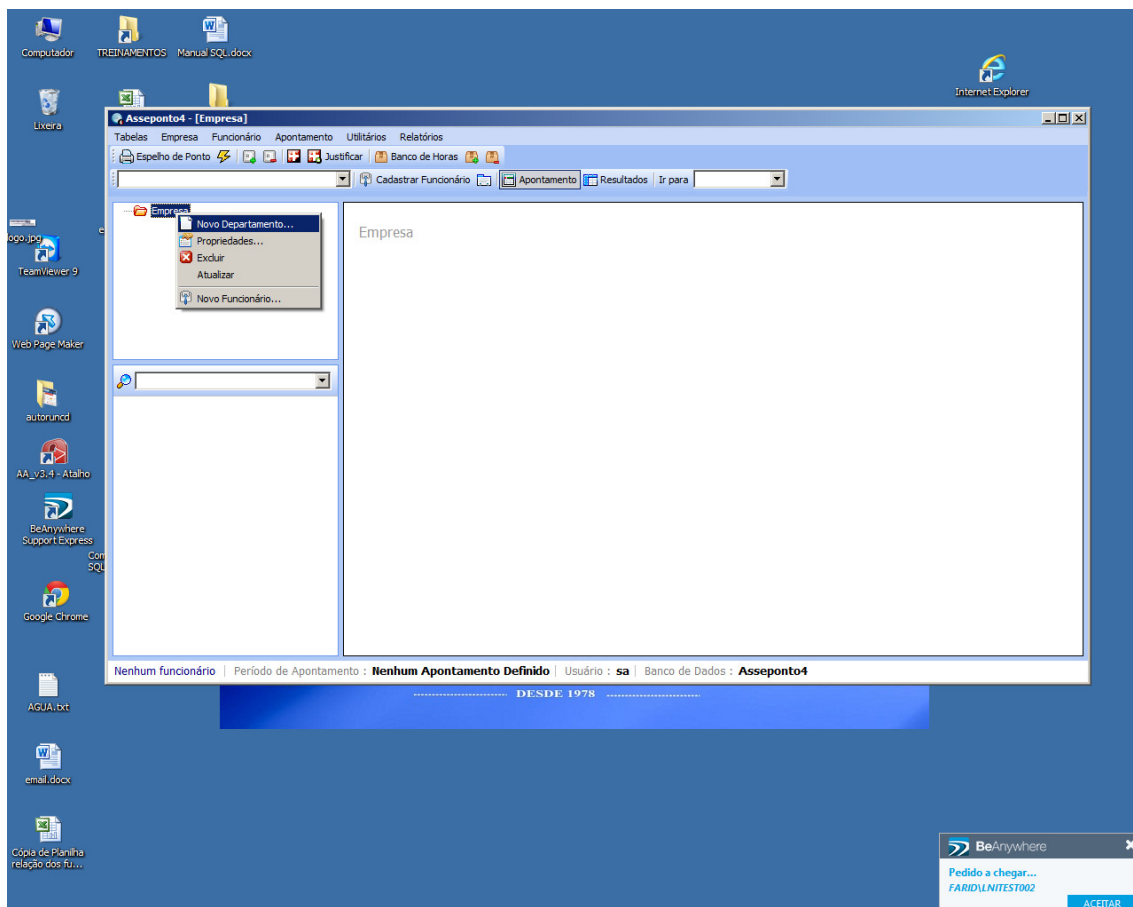 Computador
TREINAMENTOS
Manual SQL.docx
Internet Explorer
Lixeira
Asseponto4 - [Empresa]
Tabelas Empresa Funcionário Apontamento Utilitários Relatórios
Espelho de Ponto Justificar Banco de Horas
Cadastrar Funcionário Apontamento Resultados Ir para
Empresa
Novo Departamento...
Propriedades...
Excluir
Atualizar
Novo Funcionário...
Empresa
logo.jpg
e
TeamViewer 9
Web Page Maker
autoruncd
AA_v3.4 - Atalho
BeAnywhere
Support Express
Con
SQL
Google Chrome
Nenhum funcionário | Período de Apontamento : Nenhum Apontamento Definido | Usuário : sa | Banco de Dados : Asseponto4
DESDE 1978
AGUA.txt
email.docx
Cópia de Planilha
relação dos fu...
BeAnywhere
Pedido a chegar...
FARID\LNITEST002
ACEITAR